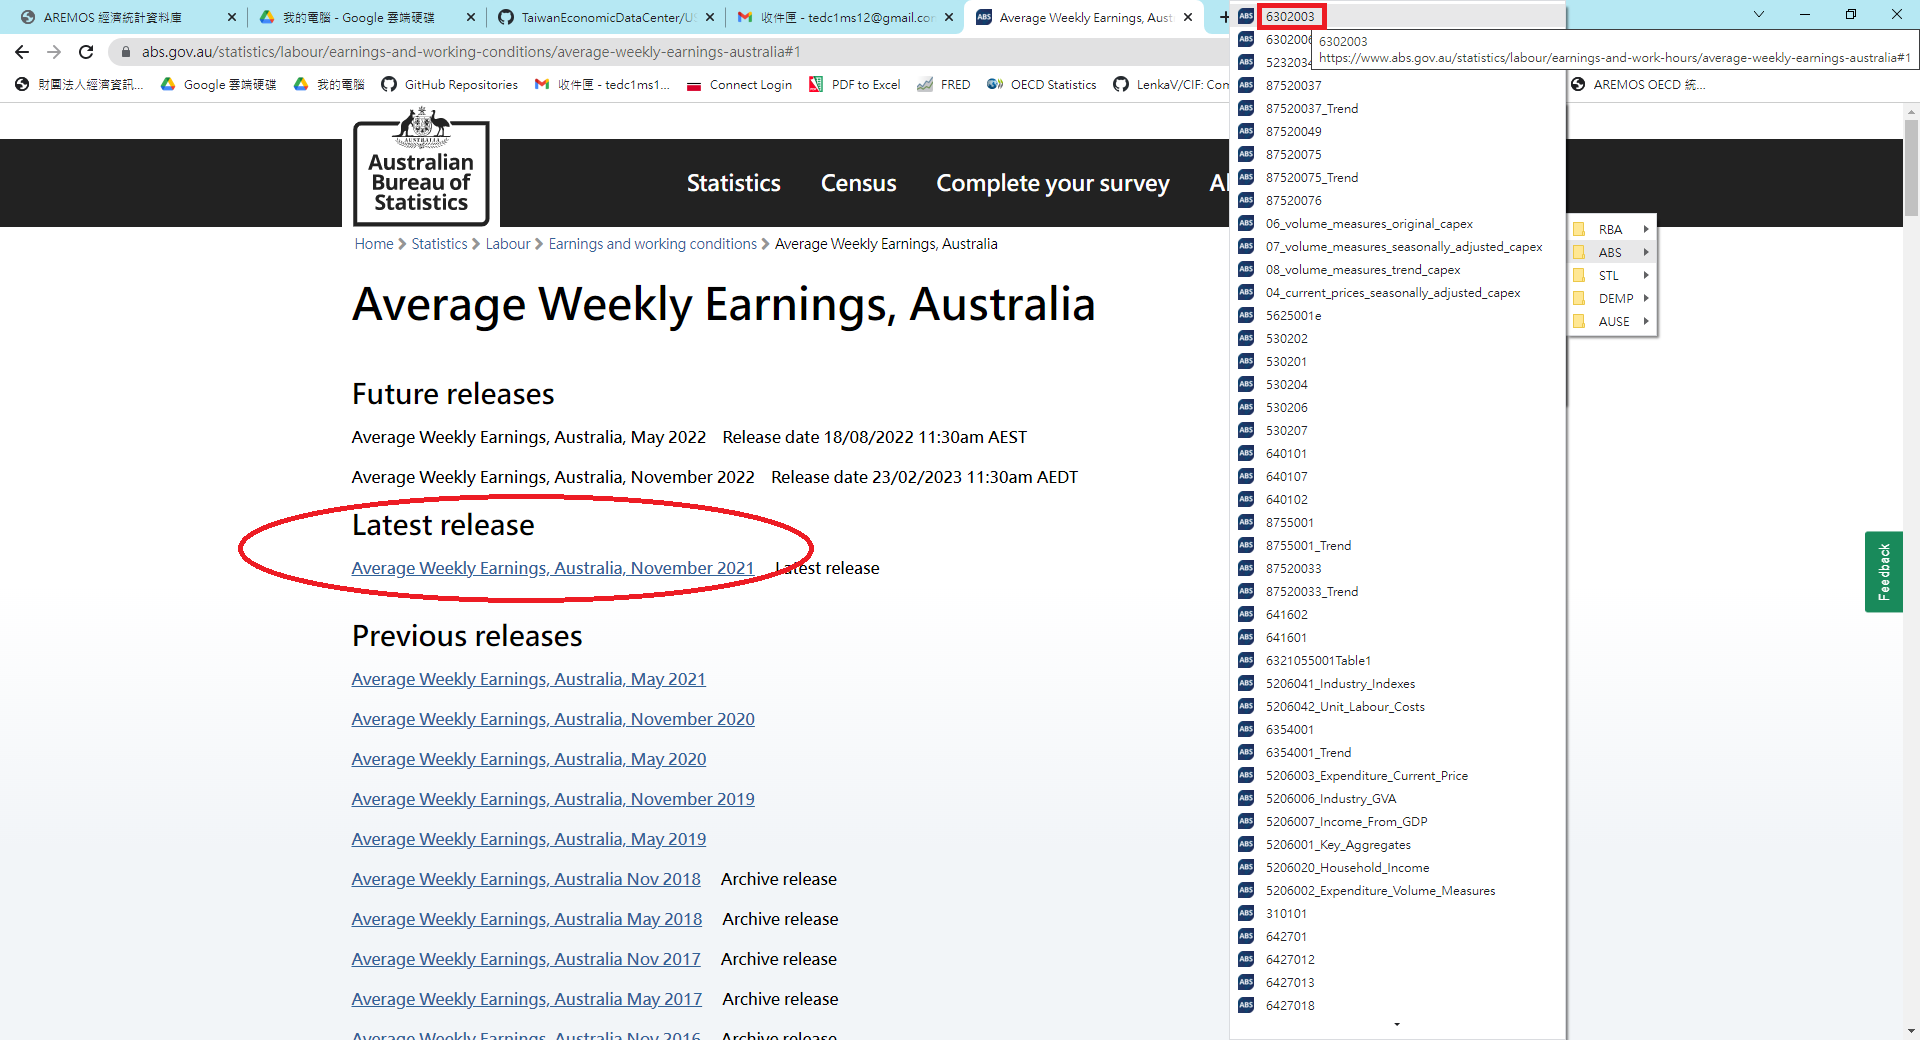 AREMOS 經濟統計資料庫
我的電腦 - Google 雲端硬碟
TaiwanEconomicDataCenter/US
收件匣 - tedc1ms12@gmail.com
Average Weekly Earnings, Aust
abs.gov.au/statistics/labour/earnings-and-working-conditions/average-weekly-earnings-australia#1
財團法人經濟資訊...
Google 雲端硬碟
我的電腦
GitHub Repositories
收件匣 - tedc1ms1...
Connect Login
PDF to Excel
FRED
OECD Statistics
LenkaV/CIF: Com
AREMOS OECD 統...
Australian
Bureau of
Statistics
Statistics
Census
Complete your survey
Al
Home
Statistics
Labour
Earnings and working conditions
Average Weekly Earnings, Australia
Average Weekly Earnings, Australia
Future releases
Average Weekly Earnings, Australia, May 2022 Release date 18/08/2022 11:30am AEST
Average Weekly Earnings, Australia, November 2022 Release date 23/02/2023 11:30am AEDT
Latest release
Average Weekly Earnings, Australia, November 2021 Latest release
Previous releases
Average Weekly Earnings, Australia, May 2021
Average Weekly Earnings, Australia, November 2020
Average Weekly Earnings, Australia, May 2020
Average Weekly Earnings, Australia, November 2019
Average Weekly Earnings, Australia, May 2019
Average Weekly Earnings, Australia Nov 2018 Archive release
Average Weekly Earnings, Australia May 2018 Archive release
Average Weekly Earnings, Australia Nov 2017 Archive release
Average Weekly Earnings, Australia May 2017 Archive release
Average Weekly Earnings, Australia Nov 2016 Archive release
6302003
6302006
5232034
6302003
https://www.abs.gov.au/statistics/labour/earnings-and-work-hours/average-weekly-earnings-australia#1
87520037
87520037_Trend
87520049
87520075
87520075_Trend
87520076
06_volume_measures_original_capex
07_volume_measures_seasonally_adjusted_capex
08_volume_measures_trend_capex
04_current_prices_seasonally_adjusted_capex
5625001e
530202
530201
530204
530206
530207
640101
640107
640102
8755001
8755001_Trend
87520033
87520033_Trend
641602
641601
6321055001Table1
5206041_Industry_Indexes
5206042_Unit_Labour_Costs
6354001
6354001_Trend
5206003_Expenditure_Current_Price
5206006_Industry_GVA
5206007_Income_From_GDP
5206001_Key_Aggregates
5206020_Household_Income
5206002_Expenditure_Volume_Measures
310101
642701
6427012
6427013
6427018
RBA
ABS
STL
DEMP
AUSE
Feedback